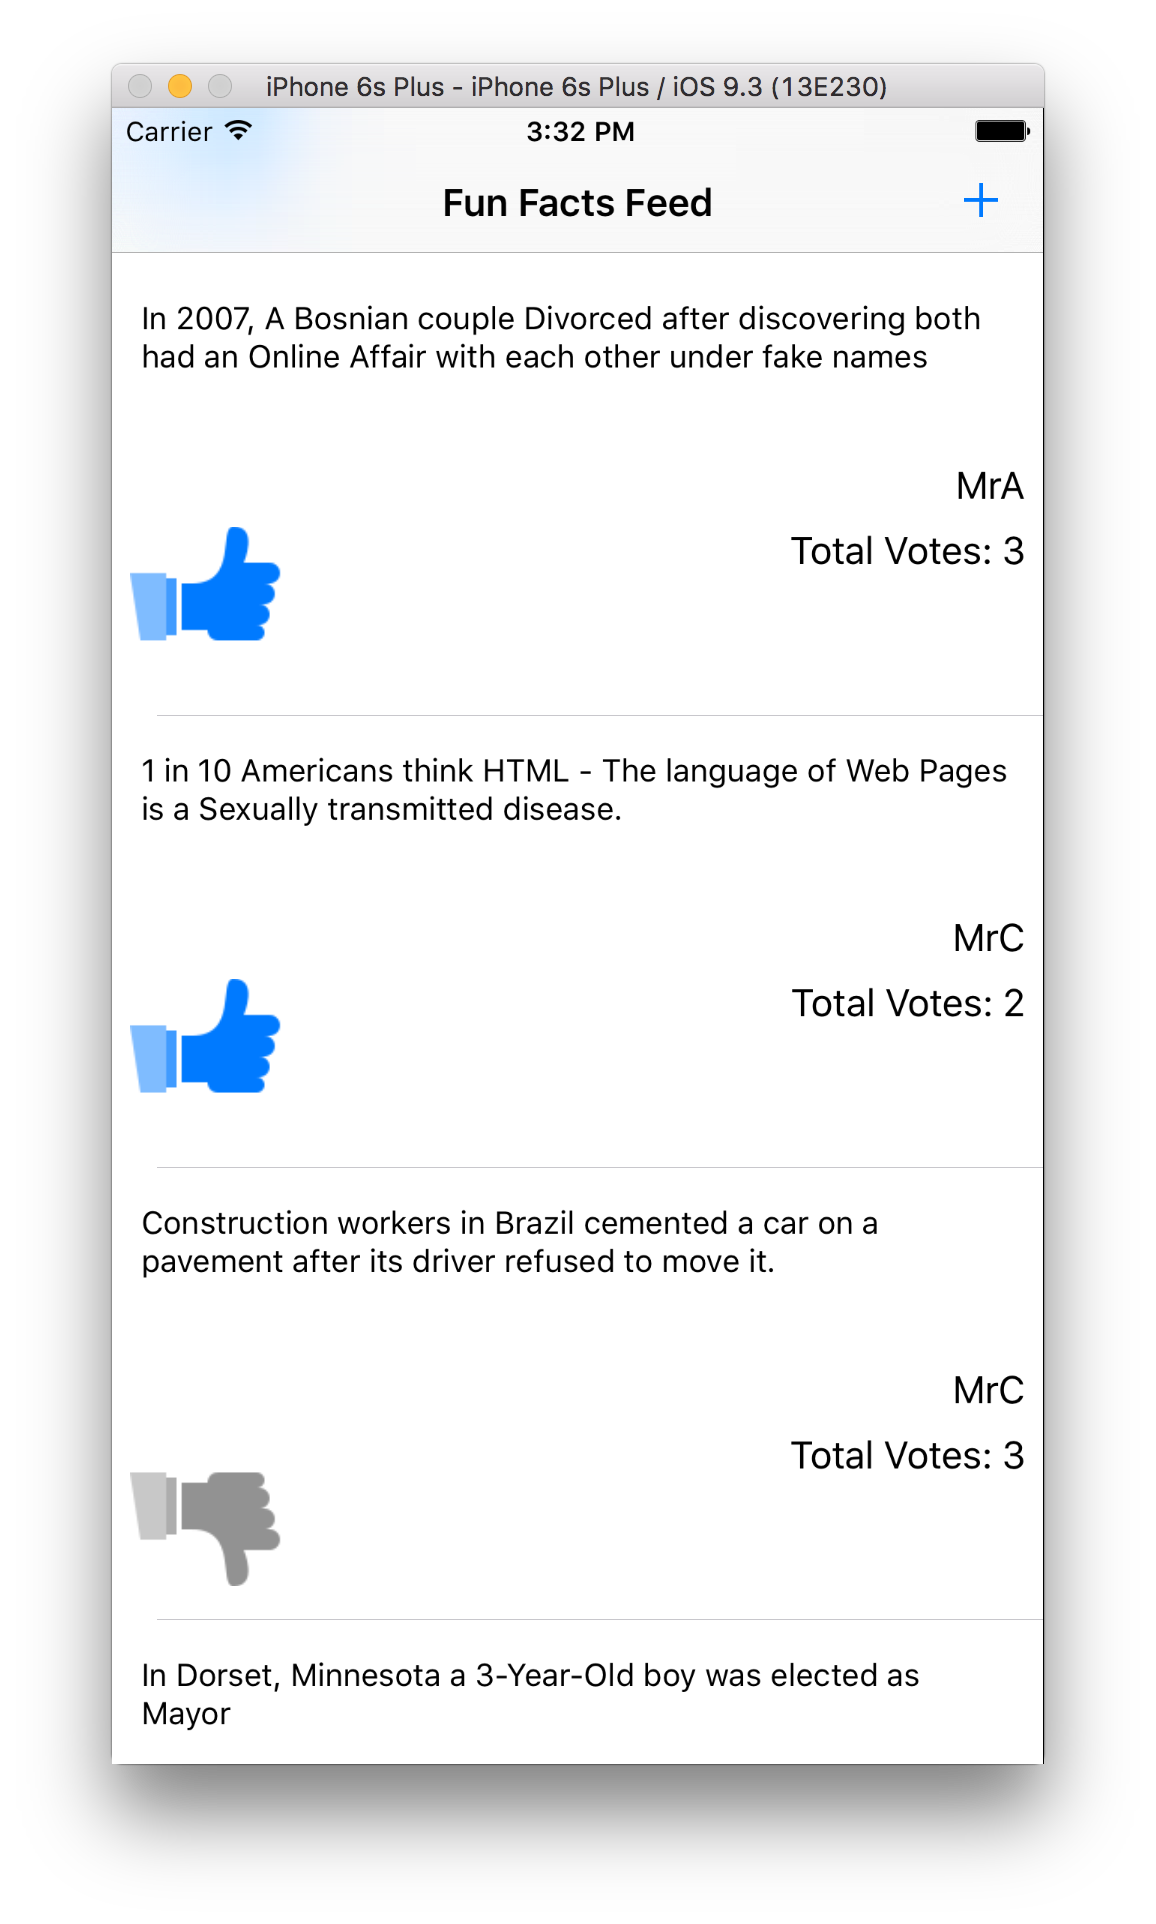 iPhone 6s Plus - iPhone 6s Plus / iOS 9.3 (13E230)
Carrier
3:32 PM
Fun Facts Feed
In 2007, A Bosnian couple Divorced after discovering both
had an Online Affair with each other under fake names
MrA
Total Votes: 3
1 in 10 Americans think HTML - The language of Web Pages
is a Sexually transmitted disease.
MrC
Total Votes: 2
Construction workers in Brazil cemented a car on a
pavement after its driver refused to move it.
MrC
Total Votes: 3
In Dorset, Minnesota a 3-Year-Old boy was elected as
Mayor